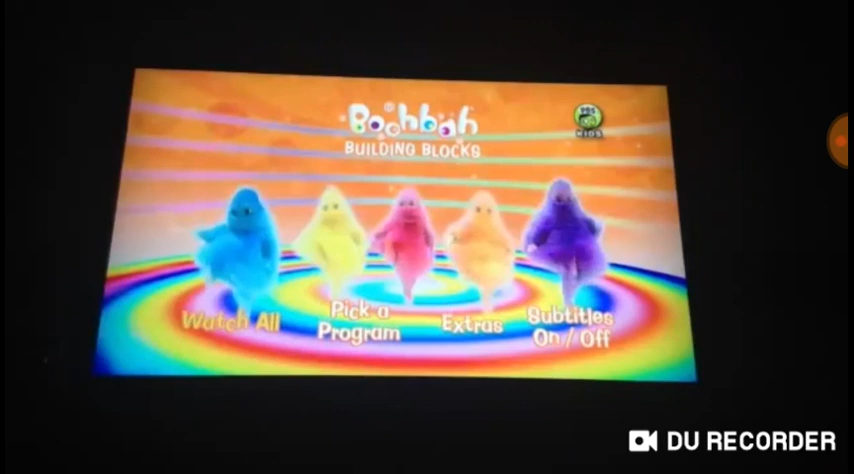 Boohbah
BUILDING BLOCKS
PBS
KIDS
Watch All
Pick a
Program
Extras
Subtitles
On / Off
DU RECORDER